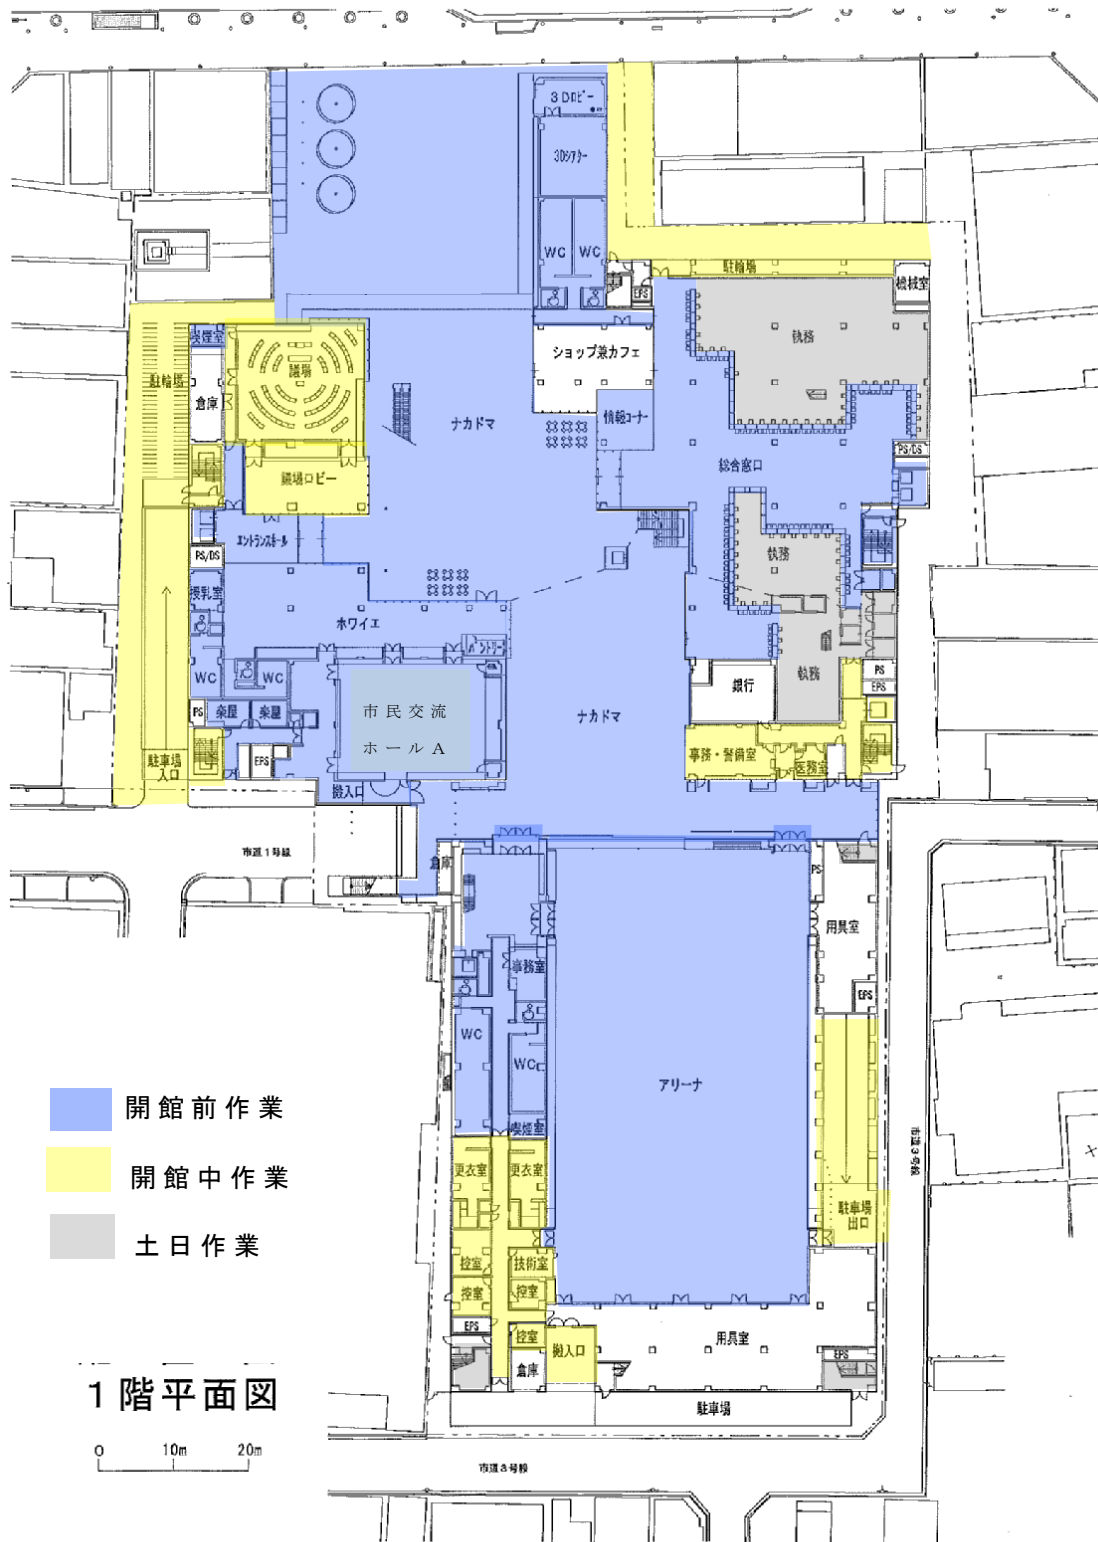 3Dロビー
3Dシアター
WC
WC
EPS
駐輪場
機械室
執務
喫煙室
議場
ショップ兼カフェ
駐輪場
倉庫
ナカドマ
情報コーナー
PS/DS
総合窓口
議場ロビー
エントランスホール
PS/DS
執務
授乳室
ホワイエ
パントリー
WC
WC
銀行
執務
PS
EPS
PS
楽屋
楽屋
市民交流
ホールA
ナカドマ
事務・警備室
医務室
駐車場
入口
EPS
搬入口
市道1号線
倉庫
PS
用具室
事務室
EPS
WC
WC
アリーナ
喫煙室
市道3号線
開館前作業
開館中作業
土日作業
更衣室
更衣室
駐車場
出口
控室
技術室
控室
控室
EPS
控室
搬入口
用具室
EPS
倉庫
駐車場
1階平面図
0 10m 20m
市道3号線